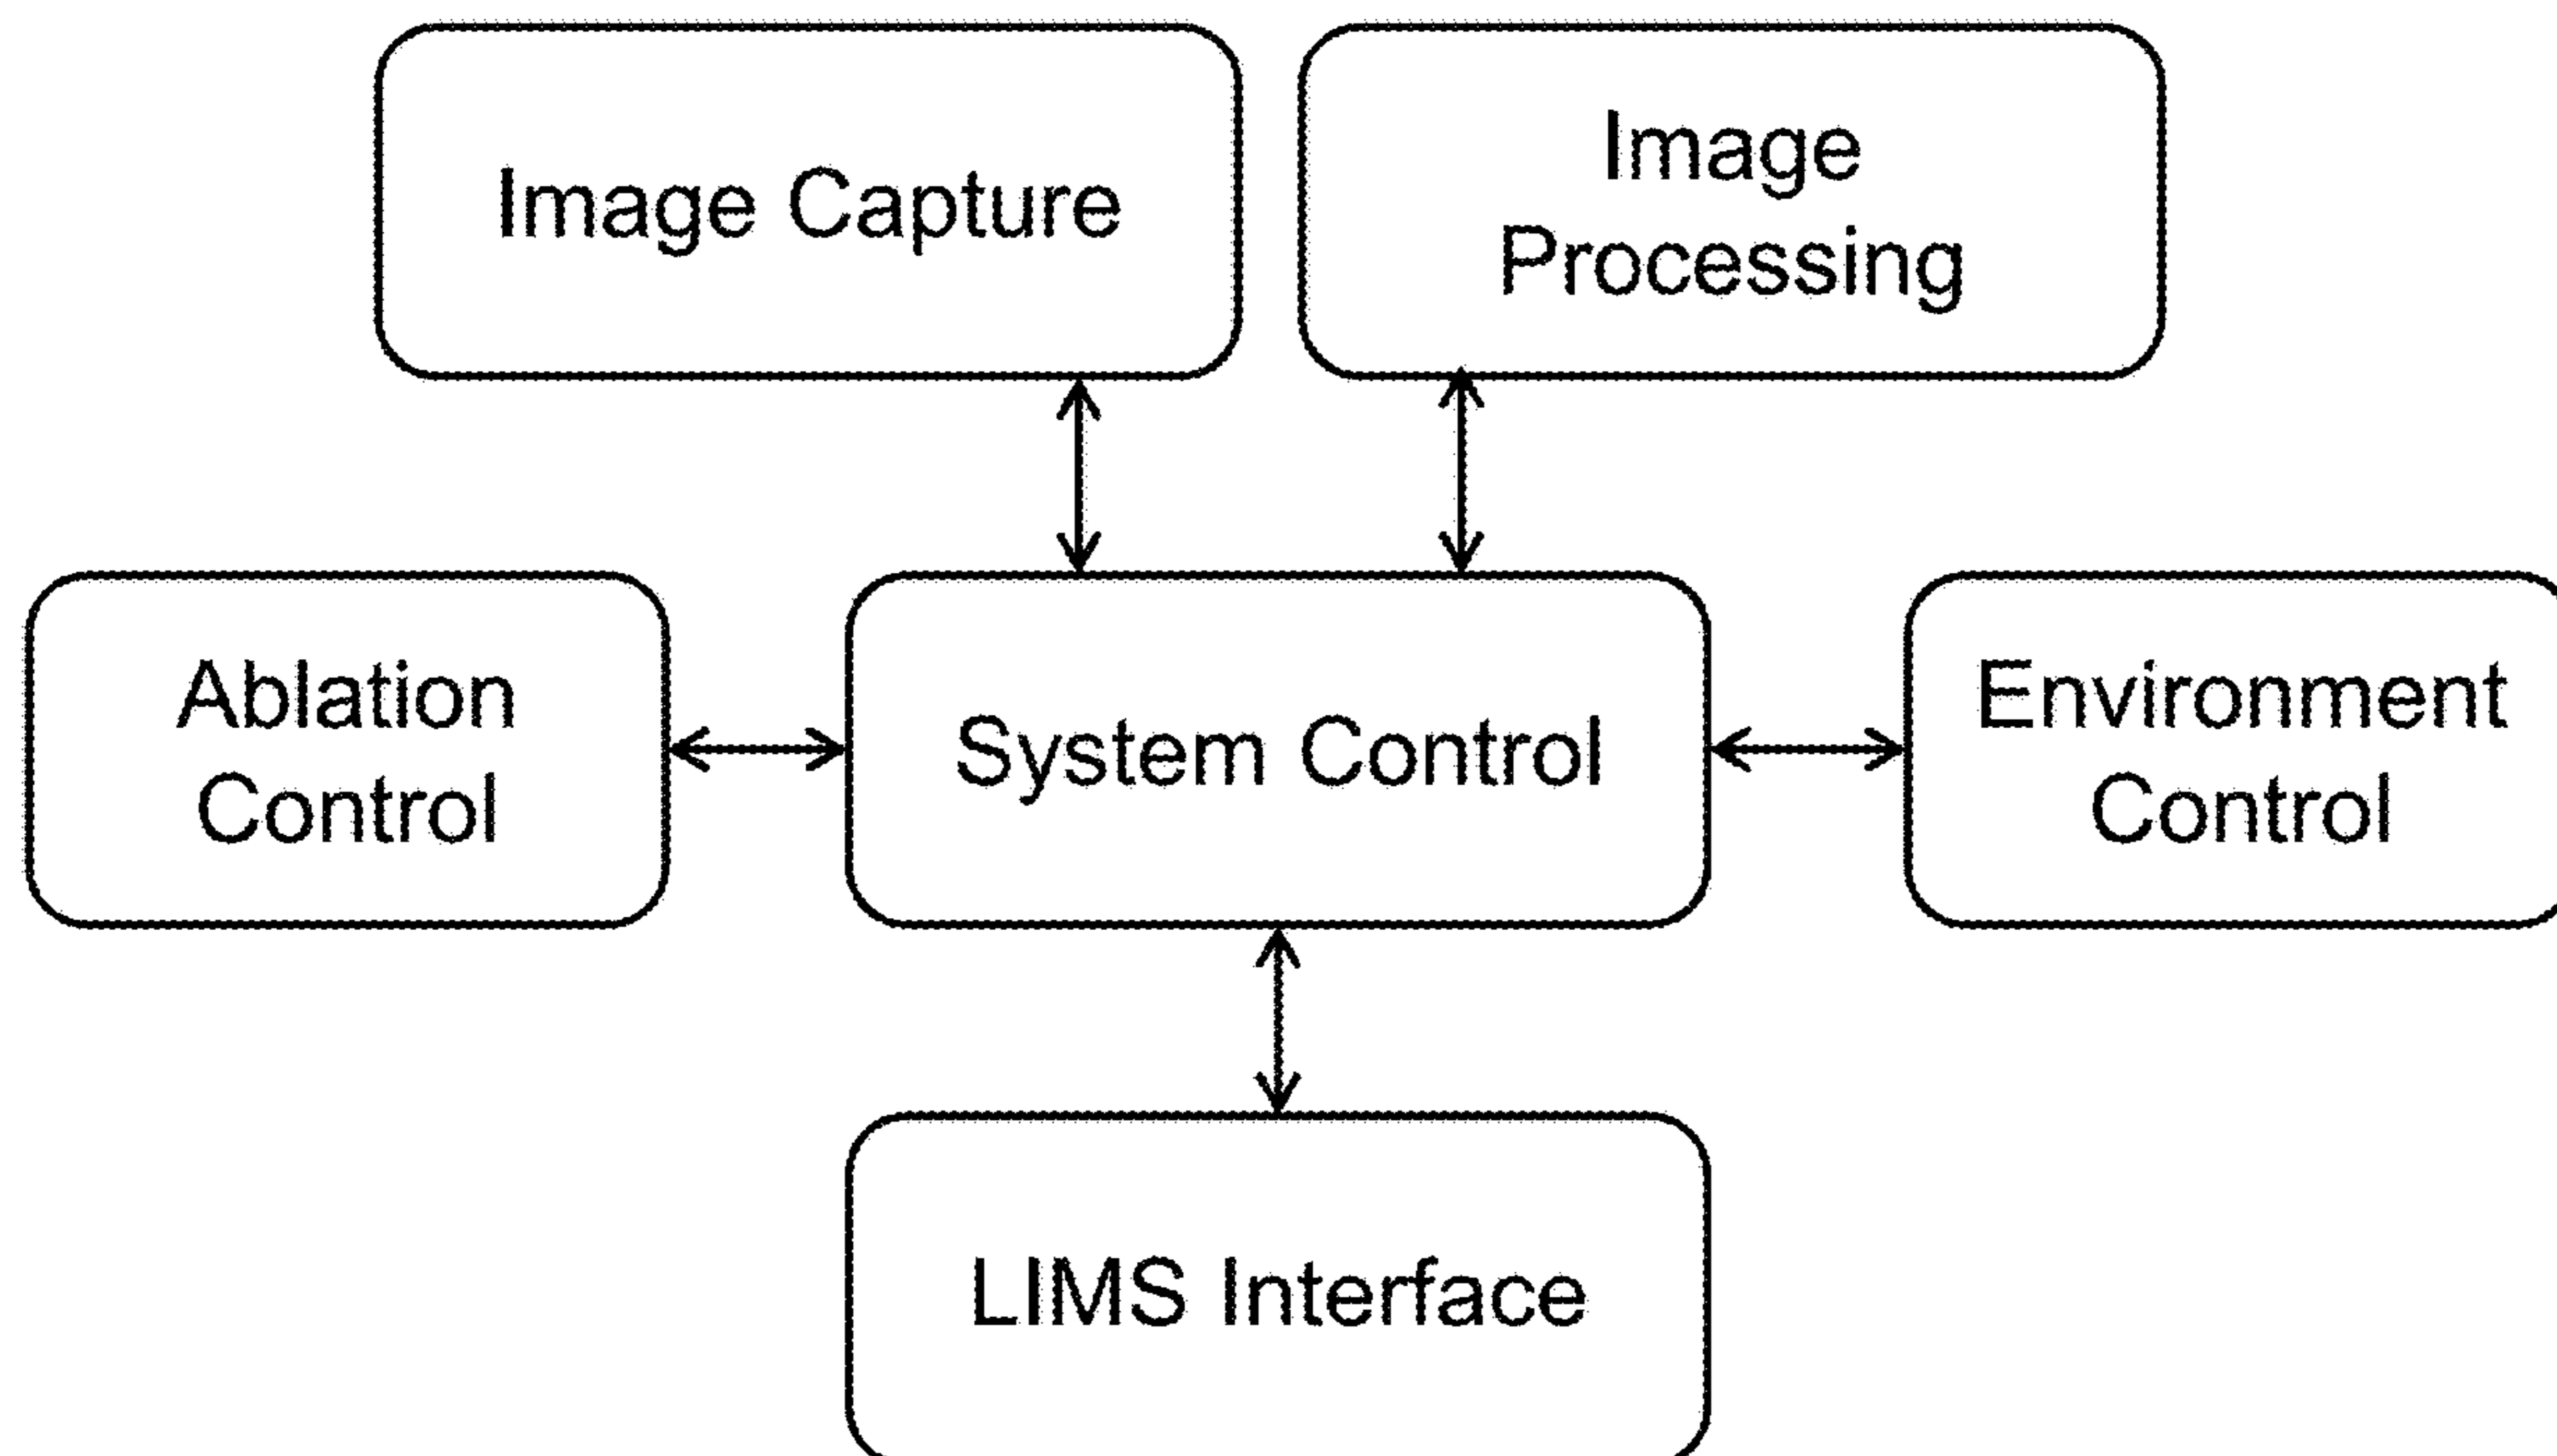 Image Capture
Image
Processing
Ablation
Control
System Control
Environment
Control
LIMS Interface